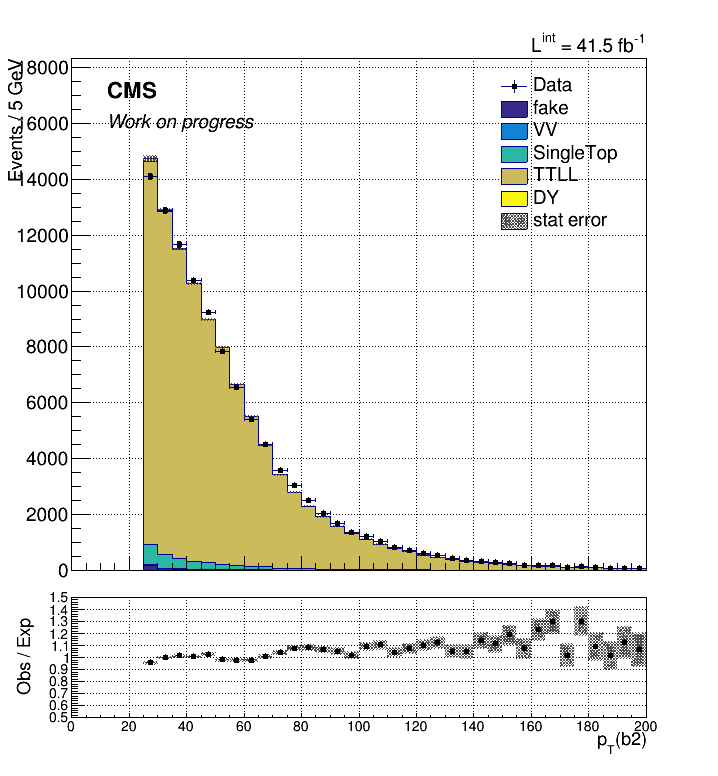 L^int = 41.5 fb^-1
Events / 5 GeV
18000
16000
14000
12000
10000
8000
6000
4000
2000
0
CMS
Work on progress
Data
fake
VV
SingleTop
TTLL
DY
stat error
Obs / Exp
1.5
1.4
1.3
1.2
1.1
1
0.9
0.8
0.7
0.6
0.5
0 20 40 60 80 100 120 140 160 180 200
p_T(b2)